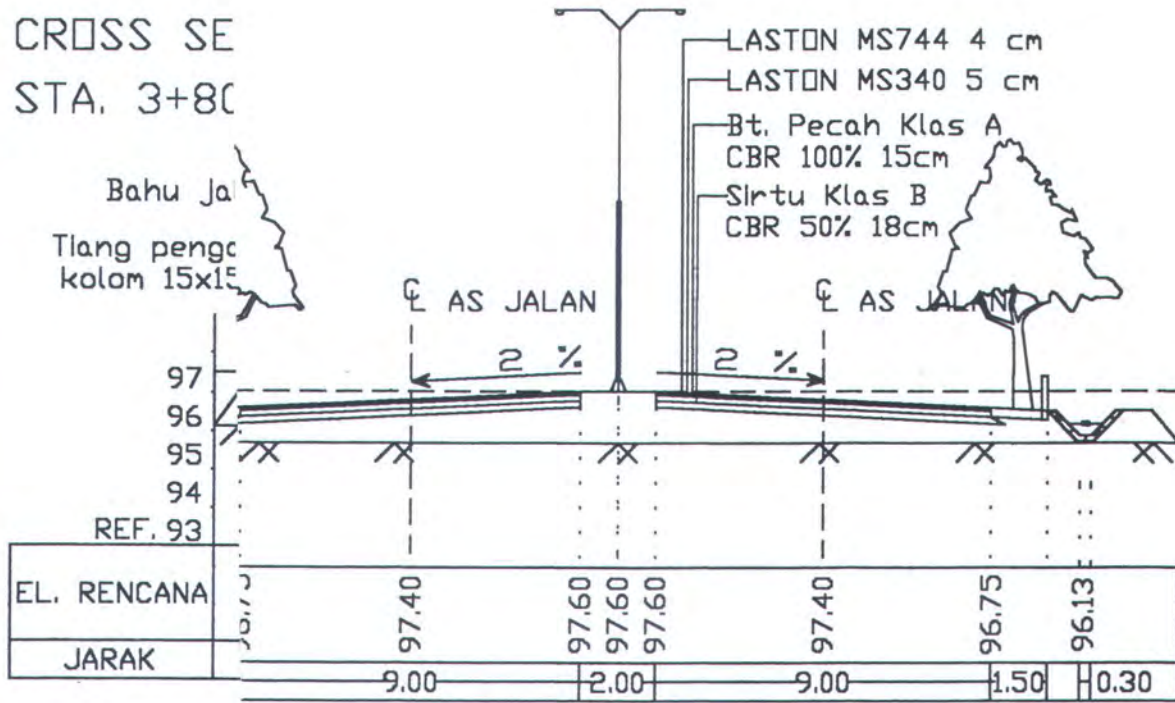 CROSS SE
STA. 3+80
LASTON MS744 4 cm
LASTON MS340 5 cm
Bt. Pecah Klas A
CBR 100% 15cm
Sirtu Klas B
CBR 50% 18cm
Bahu Ja
Tiang penga
kolom 15x15
℄ AS JALAN
℄ AS JALAN
2 %
2 %
97
96
95
94
REF. 93
EL. RENCANA 97.40 97.60 97.60 97.60 97.40 96.75 96.13
JARAK 9.00 2.00 9.00 1.50 0.30